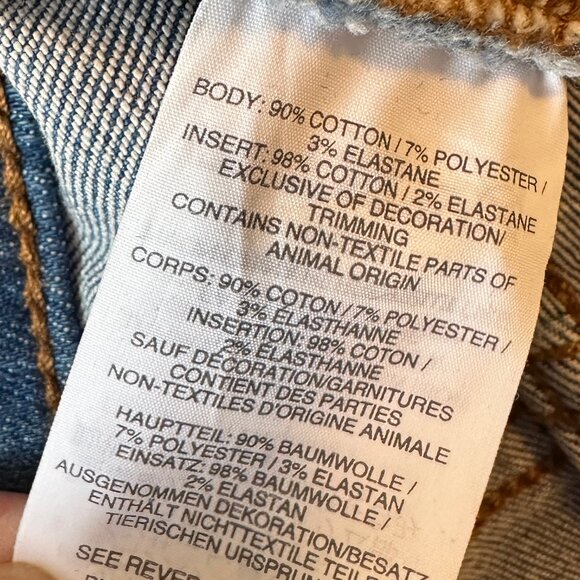 BODY: 90% COTTON / 7% POLYESTER /
3% ELASTANE
INSERT: 98% COTTON / 2% ELASTANE
EXCLUSIVE OF DECORATION/
TRIMMING
CONTAINS NON-TEXTILE PARTS OF
ANIMAL ORIGIN
CORPS: 90% COTON / 7% POLYESTER /
3% ELASTHANNE
INSERTION: 98% COTON /
2% ELASTHANNE
SAUF DÉCORATION/GARNITURES
CONTIENT DES PARTIES
NON-TEXTILES D'ORIGINE ANIMALE
HAUPTTEIL: 90% BAUMWOLLE /
7% POLYESTER / 3% ELASTAN
EINSATZ: 98% BAUMWOLLE /
2% ELASTAN
AUSGENOMMEN DEKORATION/BESATZ
ENTHÄLT NICHTTEXTILE TEILE
TIERISCHEN URSPRUN
SEE REVER